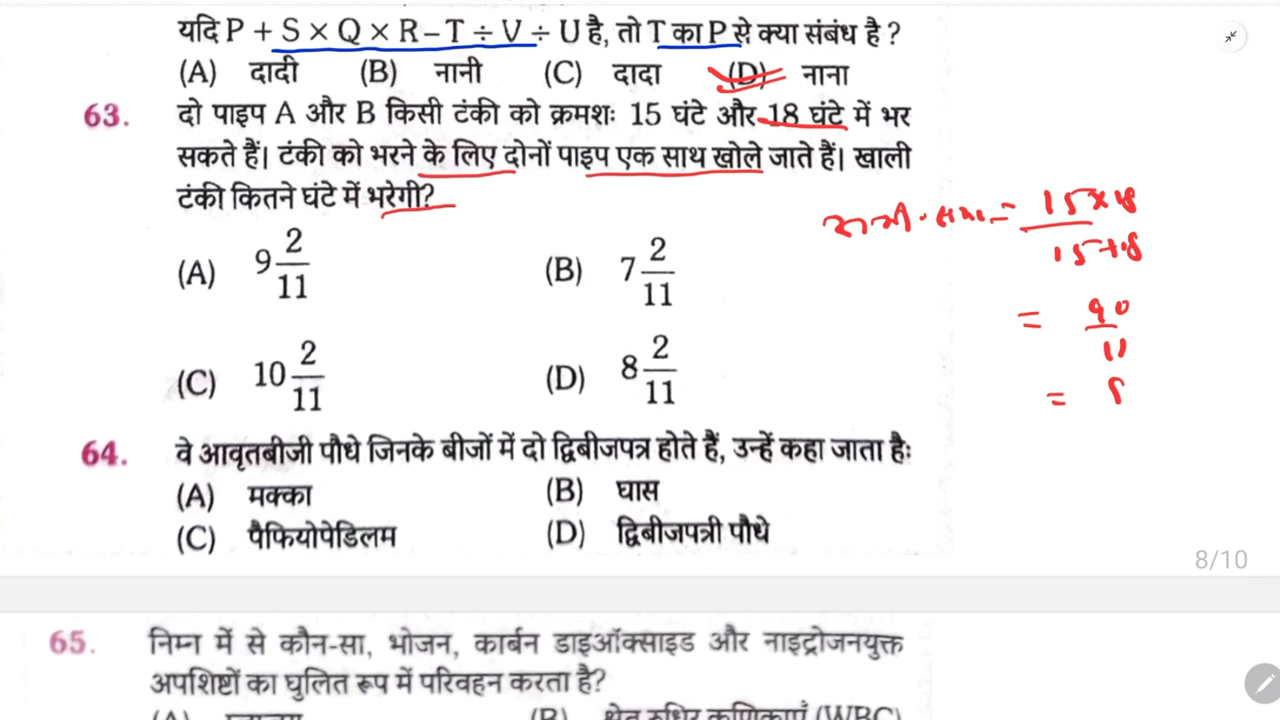 यदि P + S × Q × R – T ÷ V ÷ U है, तो T का P से क्या संबंध है ?
(A) दादी (B) नानी (C) दादा (D) नाना
63. दो पाइप A और B किसी टंकी को क्रमशः 15 घंटे और 18 घंटे में भर
सकते हैं। टंकी को भरने के लिए दोनों पाइप एक साथ खोले जाते हैं। खाली
टंकी कितने घंटे में भरेगी?
(A) 9 2/11 (B) 7 2/11
(C) 10 2/11 (D) 8 2/11
= 15 × 18 / 15 + 18
= 90 / 11
= 8
64. वे आवृतबीजी पौधे जिनके बीजों में दो द्विबीजपत्र होते हैं, उन्हें कहा जाता हैः
(A) मक्का (B) घास
(C) पैफियोपेडिलम (D) द्विबीजपत्री पौधे
8/10
65. निम्न में से कौन-सा, भोजन, कार्बन डाइऑक्साइड और नाइट्रोजनयुक्त
अपशिष्टों का घुलित रूप में परिवहन करता है?
(A) (B) श्वेत रुधिर कणिकाएँ (WBC)